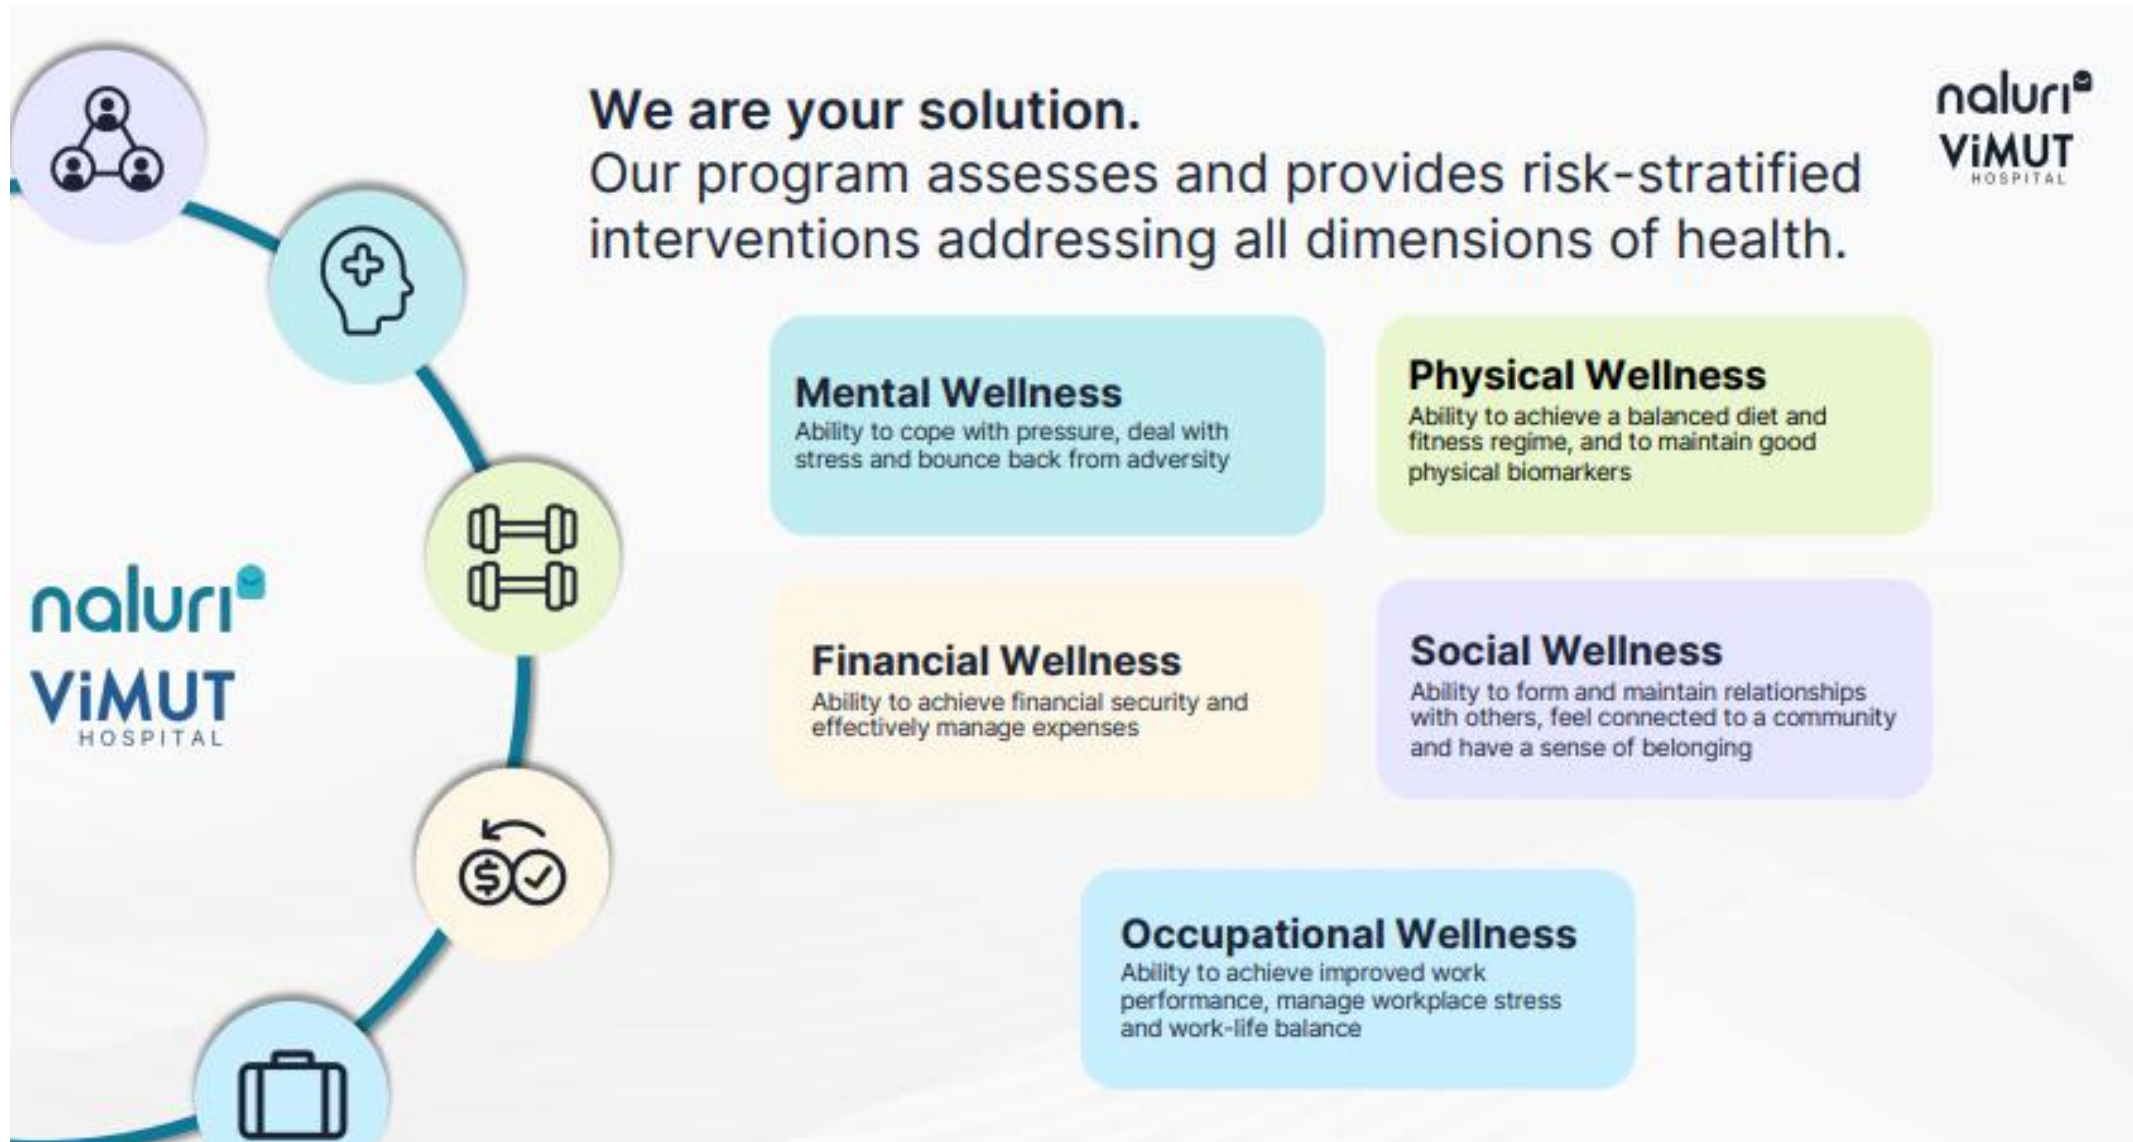 We are your solution.
Our program assesses and provides risk-stratified
interventions addressing all dimensions of health.
naluri
ViMUT
HOSPITAL
Mental Wellness
Ability to cope with pressure, deal with
stress and bounce back from adversity
Physical Wellness
Ability to achieve a balanced diet and
fitness regime, and to maintain good
physical biomarkers
naluri
ViMUT
HOSPITAL
Financial Wellness
Ability to achieve financial security and
effectively manage expenses
Social Wellness
Ability to form and maintain relationships
with others, feel connected to a community
and have a sense of belonging
$
Occupational Wellness
Ability to achieve improved work
performance, manage workplace stress
and work-life balance